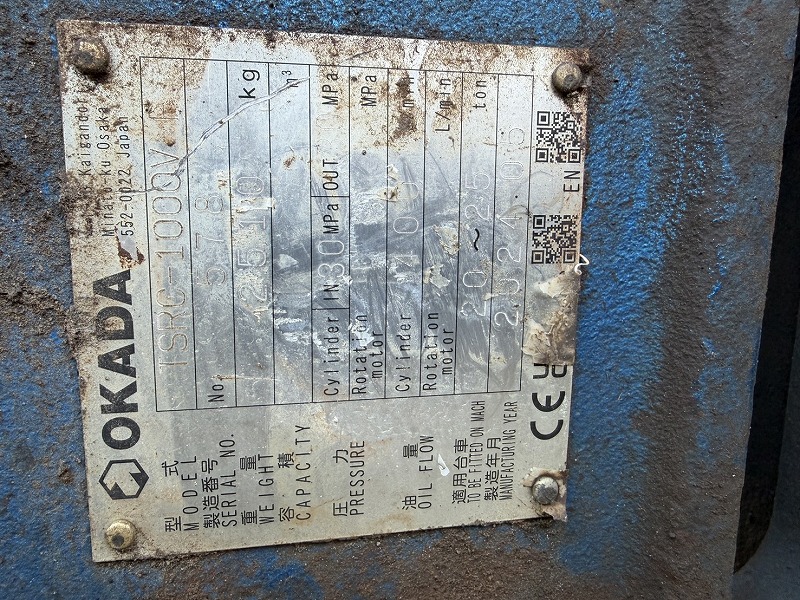 OKADA
Kaigandori
Minato-ku Osaka
552-0022 Japan
型 式 MODEL TSRC-1000V
製造番号 SERIAL NO. No. 578
重 量 WEIGHT 2510 kg
容 積 CAPACITY m³
圧 力 PRESSURE Cylinder IN 30 MPa OUT MPa
Rotation motor MPa
油 量 OIL FLOW Cylinder L/min
Rotation motor L/min
適用台車 TO BE FITTED ON MACH 20～25 ton
製造年月 MANUFACTURING YEAR 2024.05
CE
EN